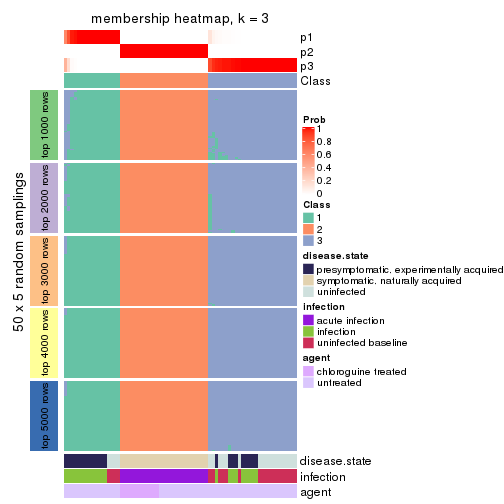 membership heatmap, k = 3
p1
p2
p3
Class
50 x 5 random samplings
top 1000 rows
top 2000 rows
top 3000 rows
top 4000 rows
top 5000 rows
Prob
1
0.8
0.6
0.4
0.2
0
Class
1
2
3
disease.state
presymptomatic. experimentally acquired
symptomatic. naturally acquired
uninfected
infection
acute infection
infection
uninfected baseline
agent
chloroguine treated
untreated
disease.state
infection
agent